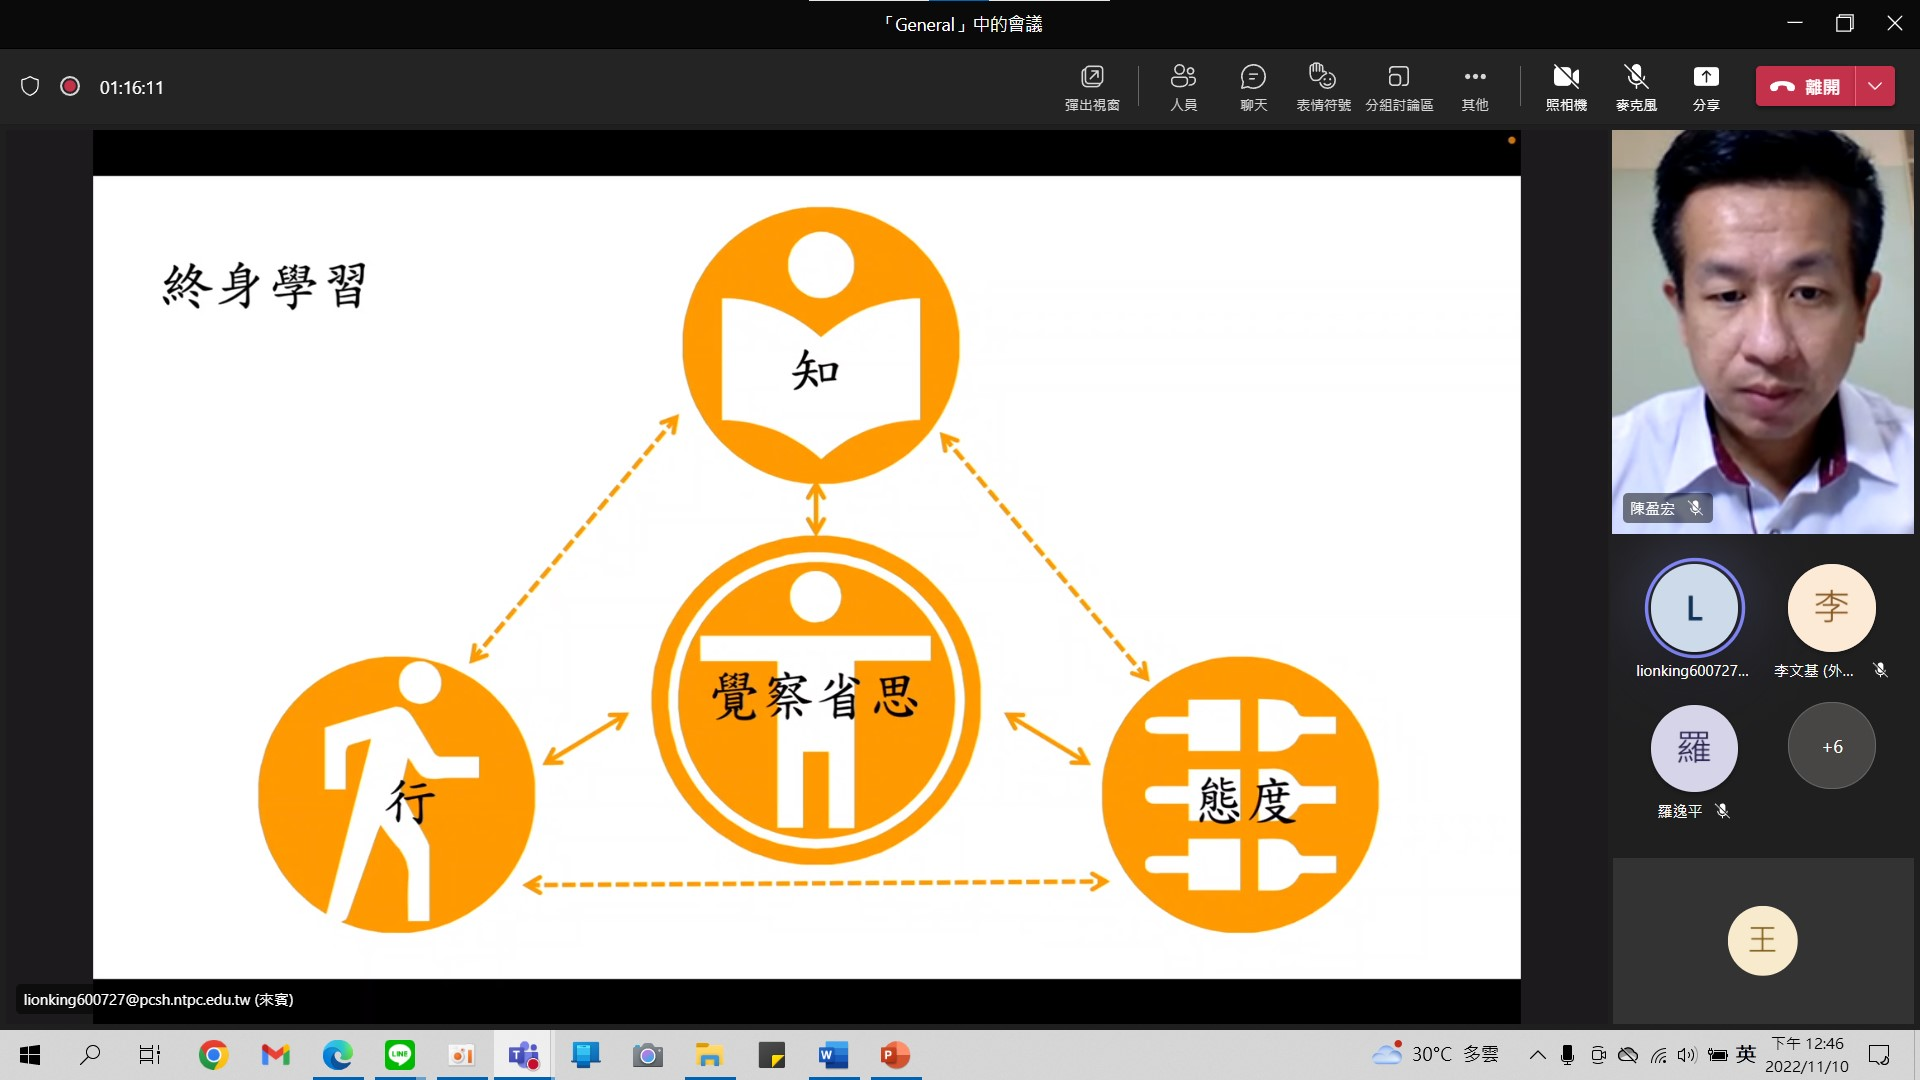 「General」中的會議
01:16:11
彈出視窗
人員
聊天
表情符號
分組討論區
其他
照相機
麥克風
分享
離開
終身學習
知
覺察省思
行
態度
陳盈宏
L
lionking600727...
李
李文基 (外...
羅
羅逸平
+6
王
lionking600727@pcsh.ntpc.edu.tw (來賓)
LINE
T
W
P
30°C 多雲
英
下午 12:46
2022/11/10